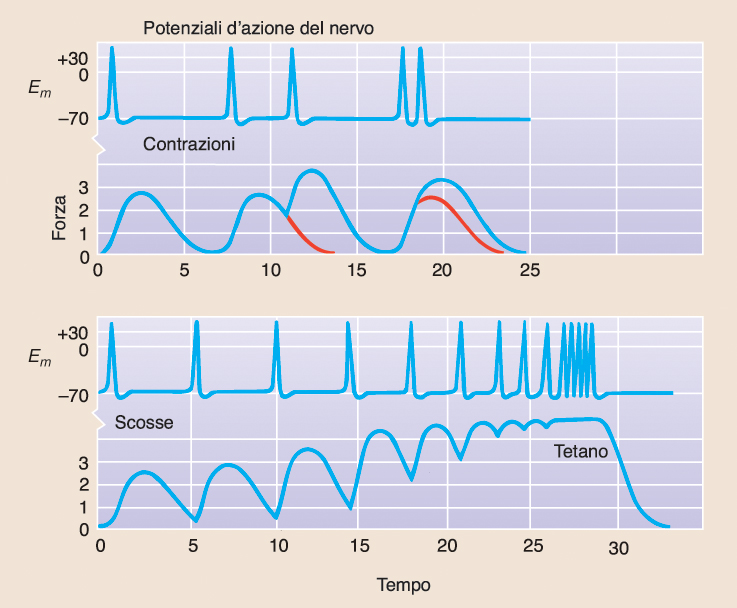 Potenziali d’azione del nervo
+30
0
Em
–70
Contrazioni
3
2
1
0
Forza
0 5 10 15 20 25
+30
0
Em
–70
Scosse
Tetano
3
2
1
0
0 5 10 15 20 25 30
Tempo